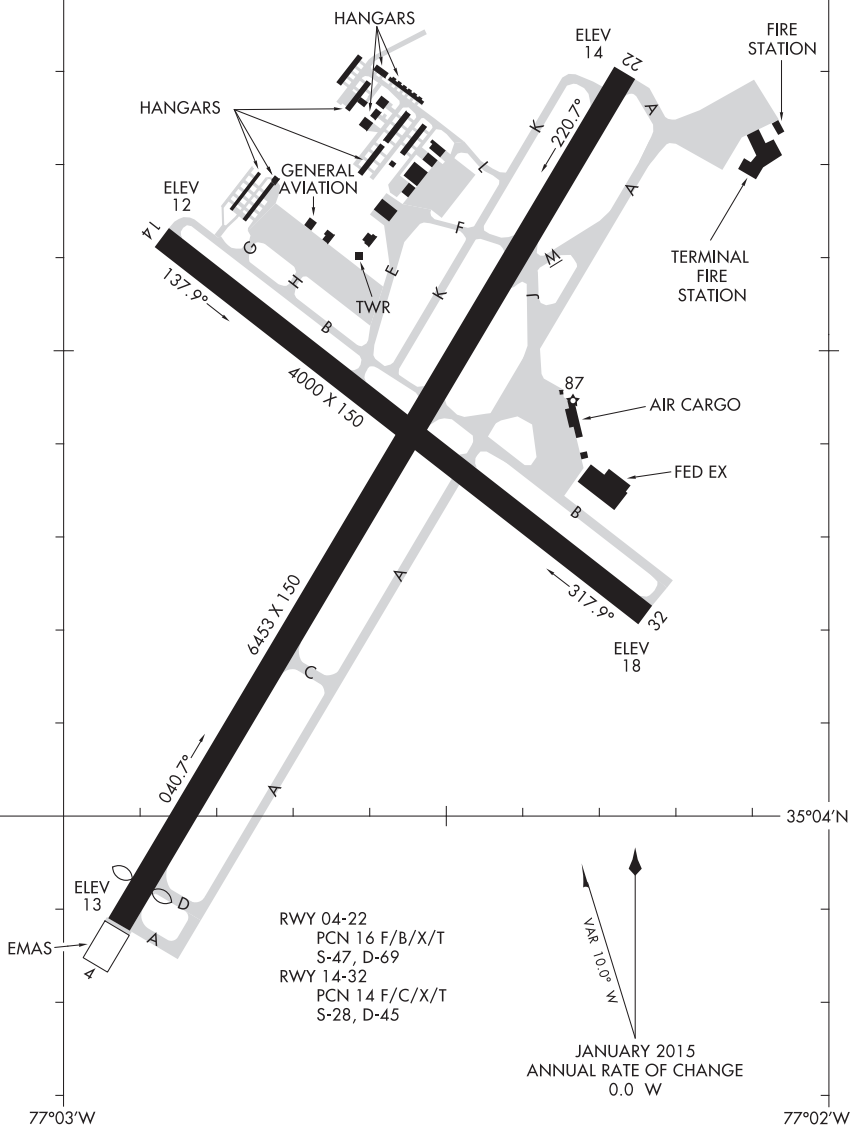 HANGARS
ELEV
14
22
FIRE
STATION
HANGARS
K
220.7°
A
L
GENERAL
AVIATION
ELEV
12
A
14
F
G
M
TERMINAL
FIRE
STATION
137.9°
H
E
K
J
TWR
B
4000 X 150
87
AIR CARGO
FED EX
B
A
317.9°
32
6453 X 150
ELEV
18
C
040.7°
A
35°04'N
ELEV
13
D
A
EMAS
4
RWY 04-22
PCN 16 F/B/X/T
S-47, D-69
RWY 14-32
PCN 14 F/C/X/T
S-28, D-45
VAR 10.0° W
JANUARY 2015
ANNUAL RATE OF CHANGE
0.0 W
77°03'W
77°02'W